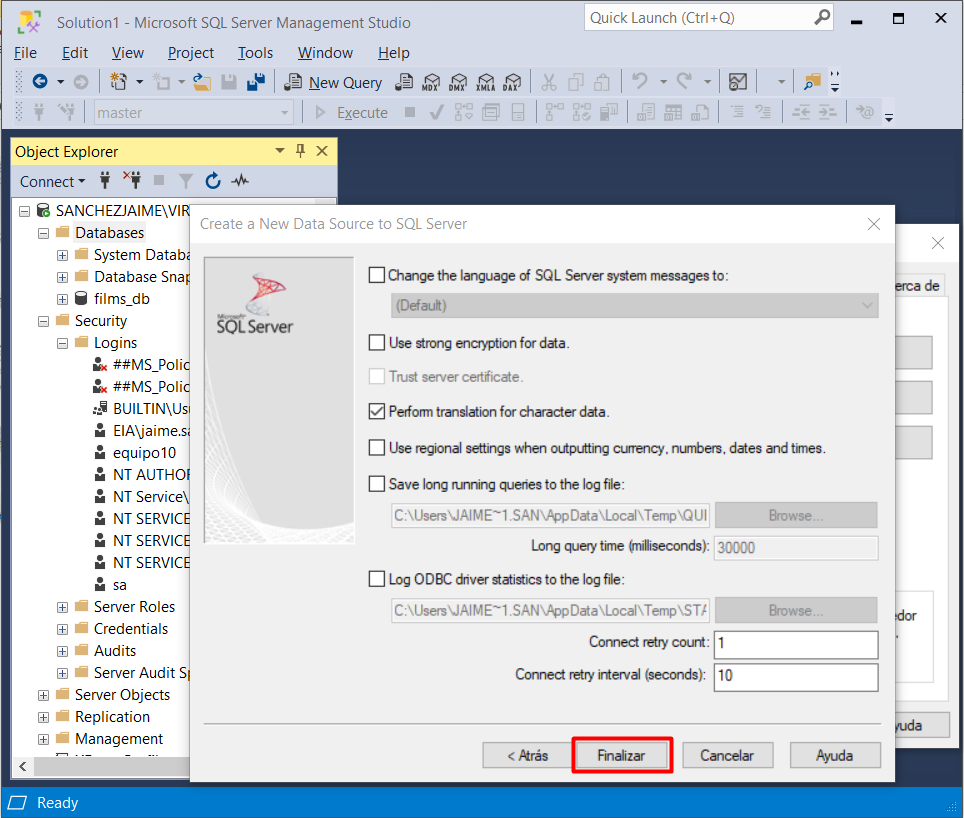 Solution1 - Microsoft SQL Server Management Studio
Quick Launch (Ctrl+Q)
File Edit View Project Tools Window Help
New Query MDX DMX XMLA DAX
master Execute
Object Explorer
Connect
SANCHEZJAIME\VIR
Databases
System Databa
Database Snap
films_db
Security
Logins
##MS_Polic
##MS_Polic
BUILTIN\Usu
EIA\jaime.sa
equipo10
NT AUTHOR
NT Service\
NT SERVICE
NT SERVICE
NT SERVICE
sa
Server Roles
Credentials
Audits
Server Audit Sp
Server Objects
Replication
Management
Create a New Data Source to SQL Server
Microsoft
SQL Server
Change the language of SQL Server system messages to:
(Default)
Use strong encryption for data.
Trust server certificate.
Perform translation for character data.
Use regional settings when outputting currency, numbers, dates and times.
Save long running queries to the log file:
C:\Users\JAIME~1.SAN\AppData\Local\Temp\QUI Browse...
Long query time (milliseconds): 30000
Log ODBC driver statistics to the log file:
C:\Users\JAIME~1.SAN\AppData\Local\Temp\STA Browse...
Connect retry count: 1
Connect retry interval (seconds): 10
< Atrás Finalizar Cancelar Ayuda
erca de
edor
yuda
Ready